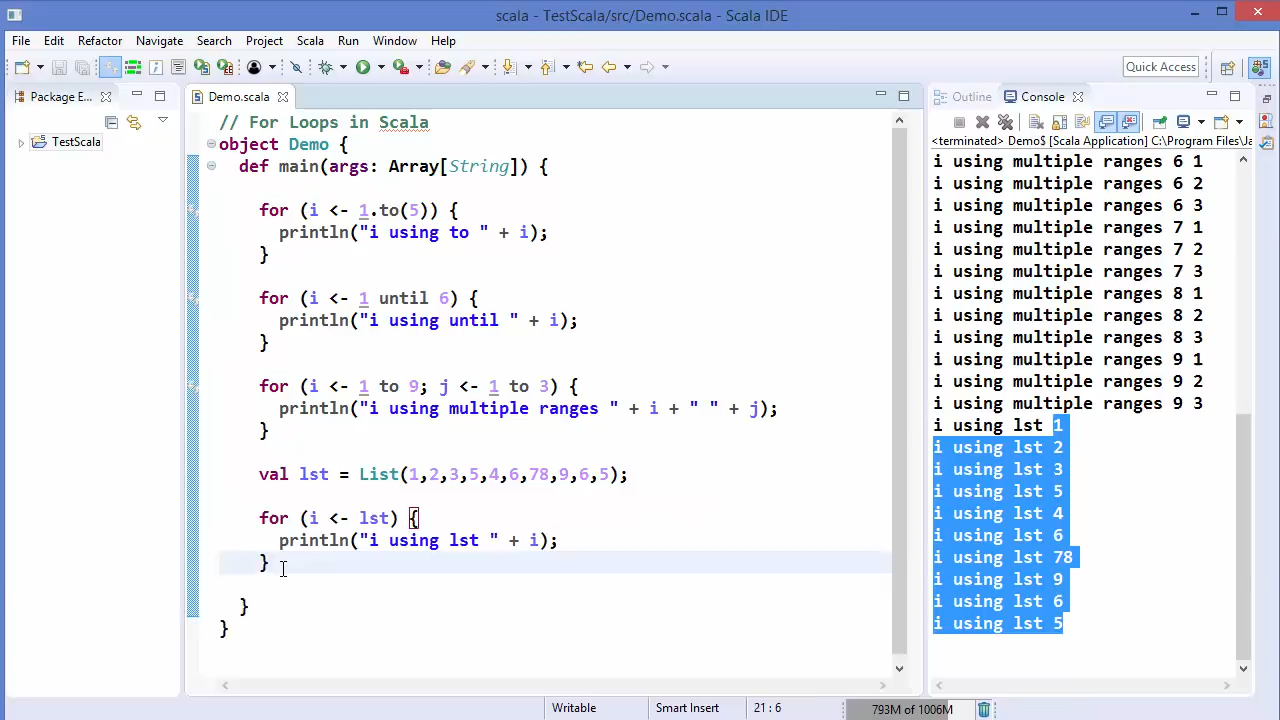 scala - TestScala/src/Demo.scala - Scala IDE
File Edit Refactor Navigate Search Project Scala Run Window Help
Quick Access
Package E...
TestScala
Demo.scala
// For Loops in Scala
object Demo {
def main(args: Array[String]) {
for (i <- 1.to(5)) {
println("i using to " + i);
}
for (i <- 1 until 6) {
println("i using until " + i);
}
for (i <- 1 to 9; j <- 1 to 3) {
println("i using multiple ranges " + i + " " + j);
}
val lst = List(1,2,3,5,4,6,78,9,6,5);
for (i <- lst) {
println("i using lst " + i);
}
}
}
Outline Console
<terminated> Demo$ [Scala Application] C:\Program Files\Ja
i using multiple ranges 6 1
i using multiple ranges 6 2
i using multiple ranges 6 3
i using multiple ranges 7 1
i using multiple ranges 7 2
i using multiple ranges 7 3
i using multiple ranges 8 1
i using multiple ranges 8 2
i using multiple ranges 8 3
i using multiple ranges 9 1
i using multiple ranges 9 2
i using multiple ranges 9 3
i using lst 1
i using lst 2
i using lst 3
i using lst 5
i using lst 4
i using lst 6
i using lst 78
i using lst 9
i using lst 6
i using lst 5
Writable Smart Insert 21 : 6 793M of 1006M